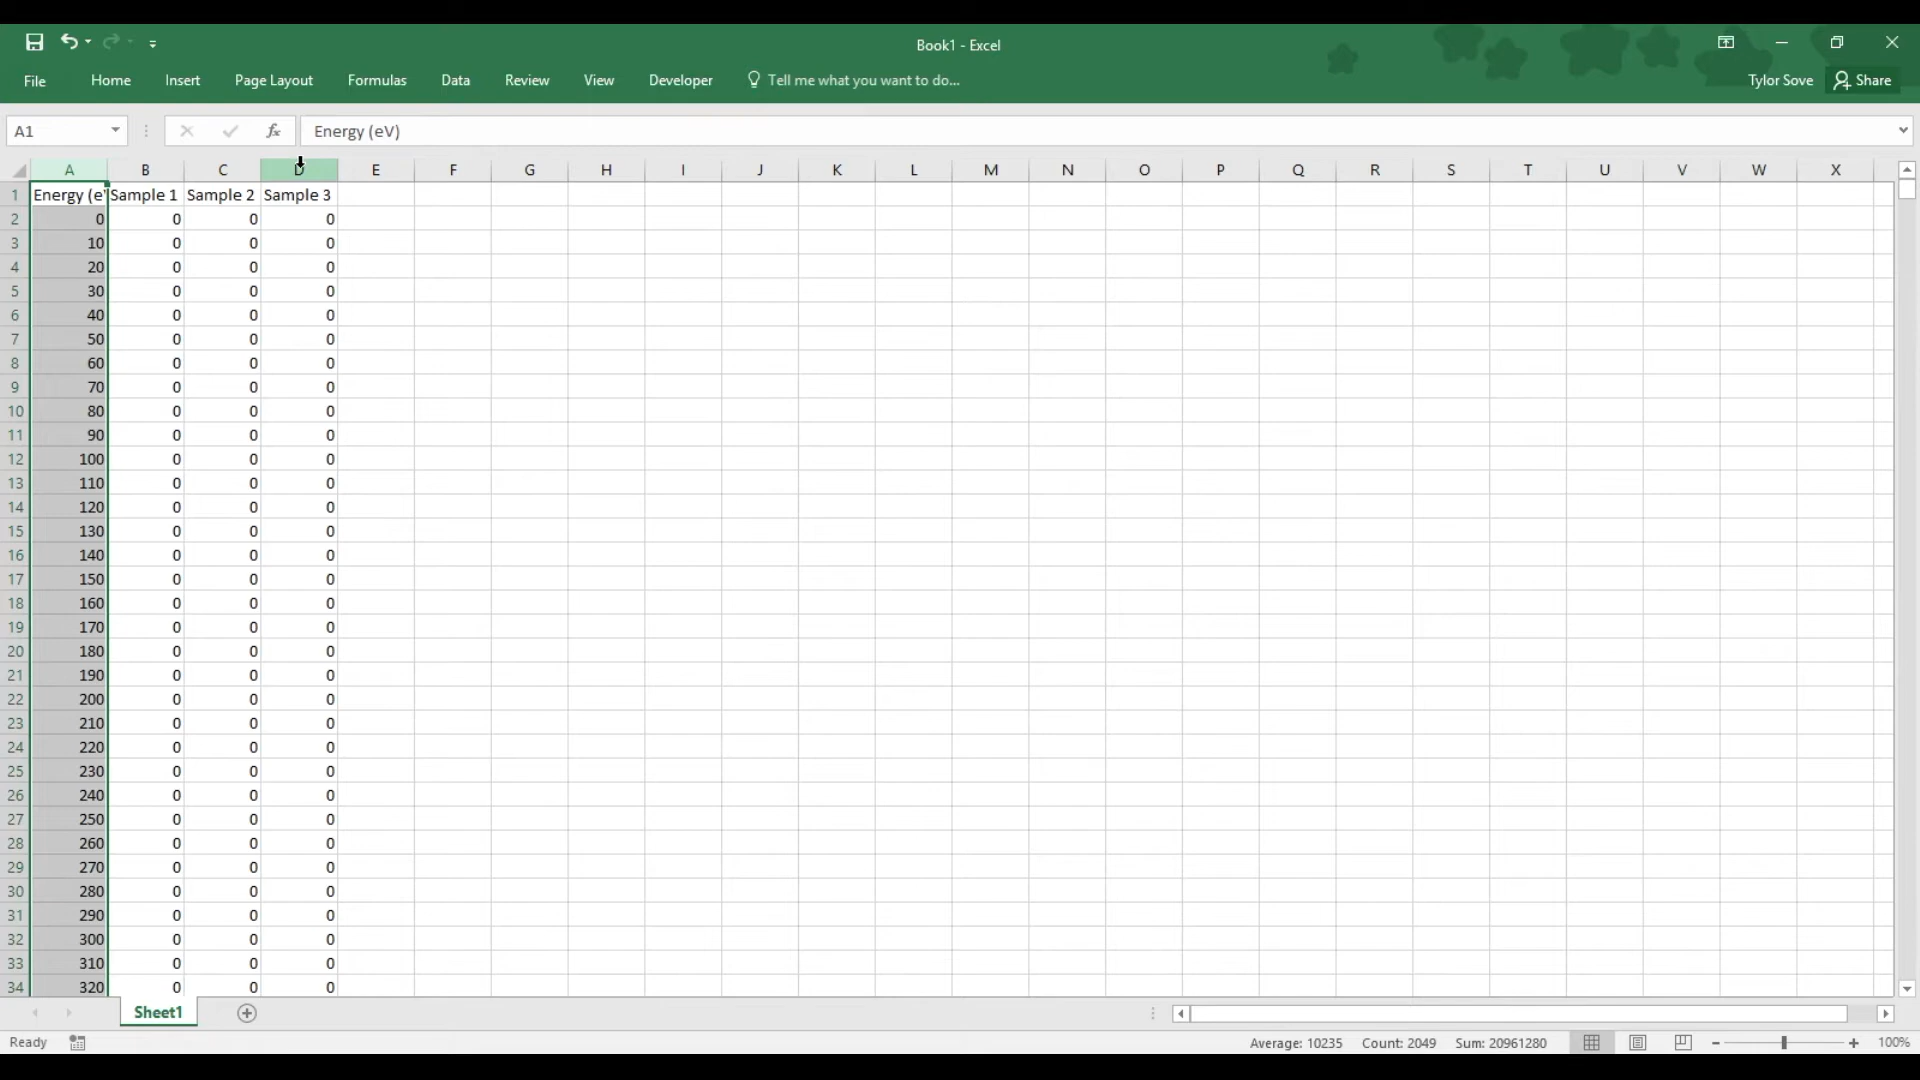 Book1 - Excel
File Home Insert Page Layout Formulas Data Review View Developer Tell me what you want to do... Tylor Sove Share
A1 fx Energy (eV)
A B C D E F G H I J K L M N O P Q R S T U V W X
1 Energy (e Sample 1 Sample 2 Sample 3
2 0 0 0 0
3 10 0 0 0
4 20 0 0 0
5 30 0 0 0
6 40 0 0 0
7 50 0 0 0
8 60 0 0 0
9 70 0 0 0
10 80 0 0 0
11 90 0 0 0
12 100 0 0 0
13 110 0 0 0
14 120 0 0 0
15 130 0 0 0
16 140 0 0 0
17 150 0 0 0
18 160 0 0 0
19 170 0 0 0
20 180 0 0 0
21 190 0 0 0
22 200 0 0 0
23 210 0 0 0
24 220 0 0 0
25 230 0 0 0
26 240 0 0 0
27 250 0 0 0
28 260 0 0 0
29 270 0 0 0
30 280 0 0 0
31 290 0 0 0
32 300 0 0 0
33 310 0 0 0
34 320 0 0 0
Sheet1
Ready Average: 10235 Count: 2049 Sum: 20961280 100%